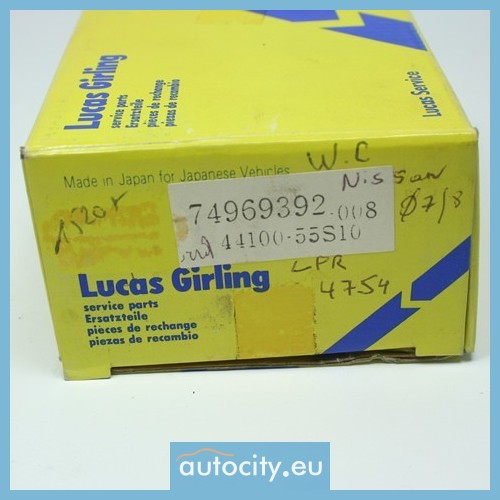 Lucas Girling
service parts
Ersatzteile
pièces de rechange
piezas de recambio
Lucas Service
Made in Japan for Japanese Vehicles
W.C
Nissan
1520r
74969392-008
Ø7/8
44100-55S10
LPR
4754
Lucas Girling
service parts
Ersatzteile
pièces de rechange
piezas de recambio
autocity.eu